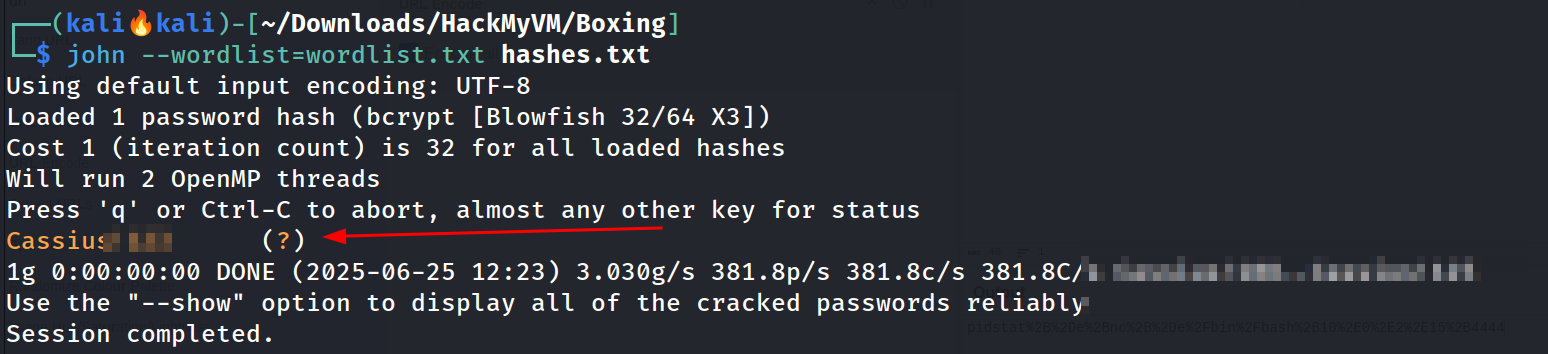 (kali🔥kali)-[~/Downloads/HackMyVM/Boxing]
$ john --wordlist=wordlist.txt hashes.txt
Using default input encoding: UTF-8
Loaded 1 password hash (bcrypt [Blowfish 32/64 X3])
Cost 1 (iteration count) is 32 for all loaded hashes
Will run 2 OpenMP threads
Press 'q' or Ctrl-C to abort, almost any other key for status
Cassius (?)
1g 0:00:00:00 DONE (2025-06-25 12:23) 3.030g/s 381.8p/s 381.8c/s 381.8C/
Use the "--show" option to display all of the cracked passwords reliably
Session completed.